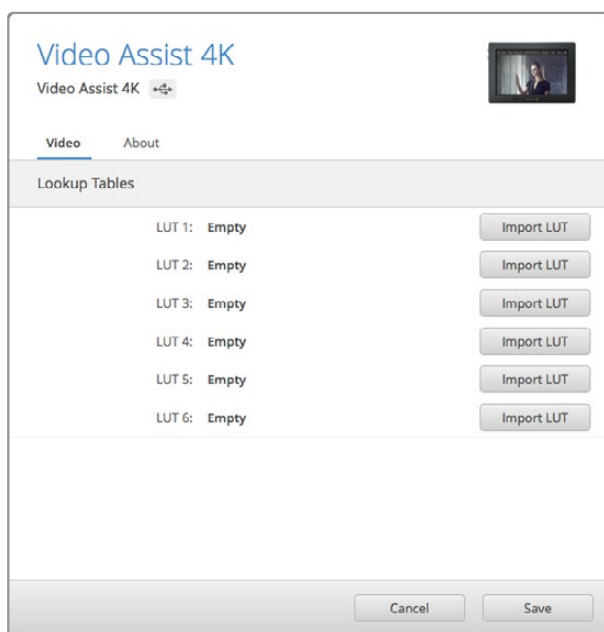 Video Assist 4K
Video Assist 4K
Video About
Lookup Tables
LUT 1: Empty Import LUT
LUT 2: Empty Import LUT
LUT 3: Empty Import LUT
LUT 4: Empty Import LUT
LUT 5: Empty Import LUT
LUT 6: Empty Import LUT
Cancel Save